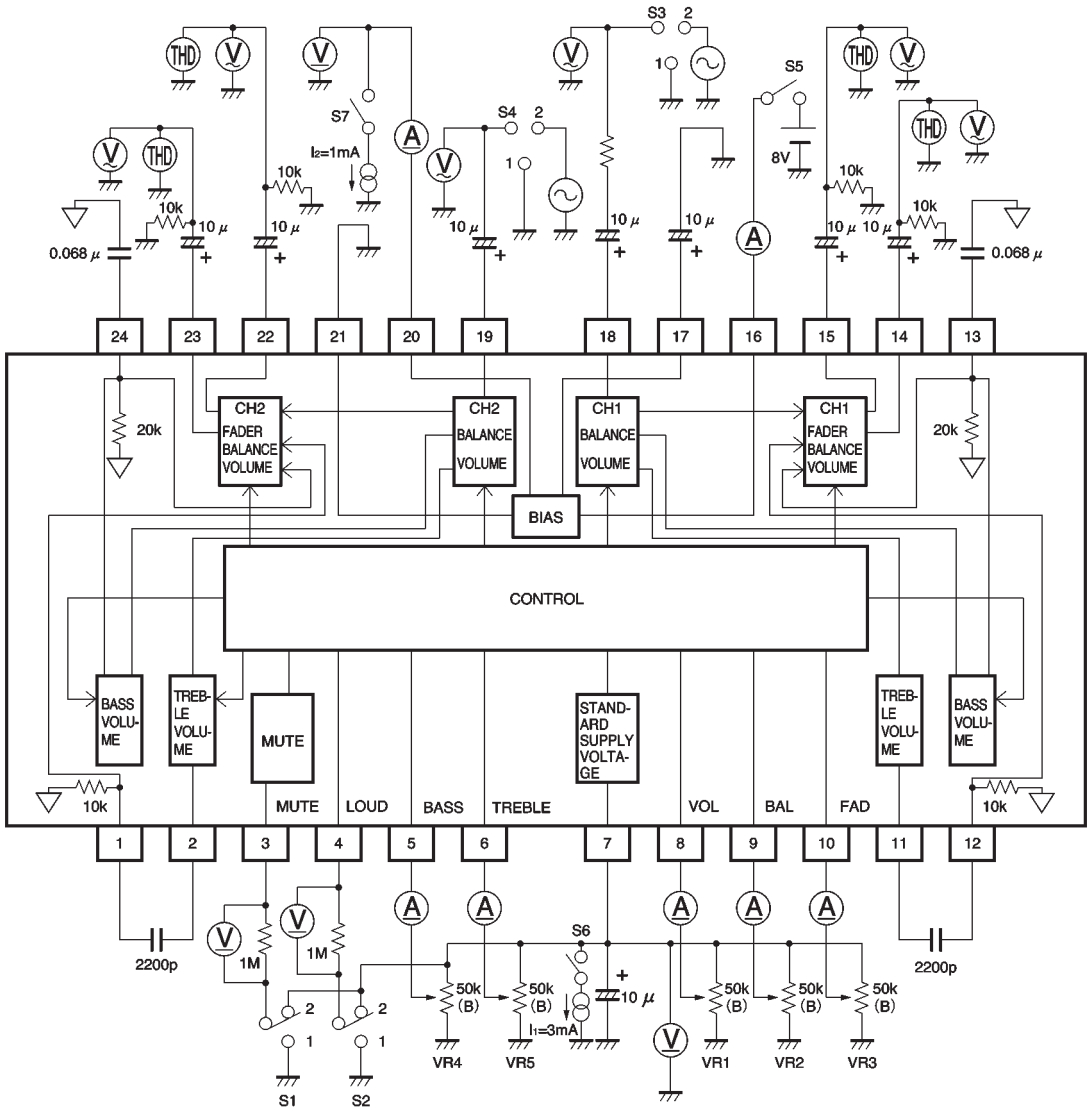 S3 2
THD V V 1 S5 THD V
S7 S4 2
V THD I2=1mA A V 1 8V THD V
10k 10k
10k 10 μ 10 μ 10 μ A 10k
0.068 μ 10 μ + 10 μ + + + + 10 μ + 10 μ + 0.068 μ
24 23 22 21 20 19 18 17 16 15 14 13
20k
CH2
FADER
BALANCE
VOLUME
CH2
BALANCE
VOLUME
CH1
BALANCE
VOLUME
CH1
FADER
BALANCE
VOLUME
20k
BIAS
CONTROL
BASS
VOLU-
ME
TREB-
LE
VOLU-
ME
MUTE
STAND-
ARD
SUPPLY
VOLTA-
GE
TREB-
LE
VOLU-
ME
BASS
VOLU-
ME
10k 10k
MUTE LOUD BASS TREBLE VOL BAL FAD
1 2 3 4 5 6 7 8 9 10 11 12
A A A A A
V V S6
1M 1M
2200p 2200p
50k
(B)
50k
(B)
+
10 μ
50k
(B)
50k
(B)
50k
(B)
2 2
1 1
I1=3mA
V
VR4 VR5 VR1 VR2 VR3
S1 S2